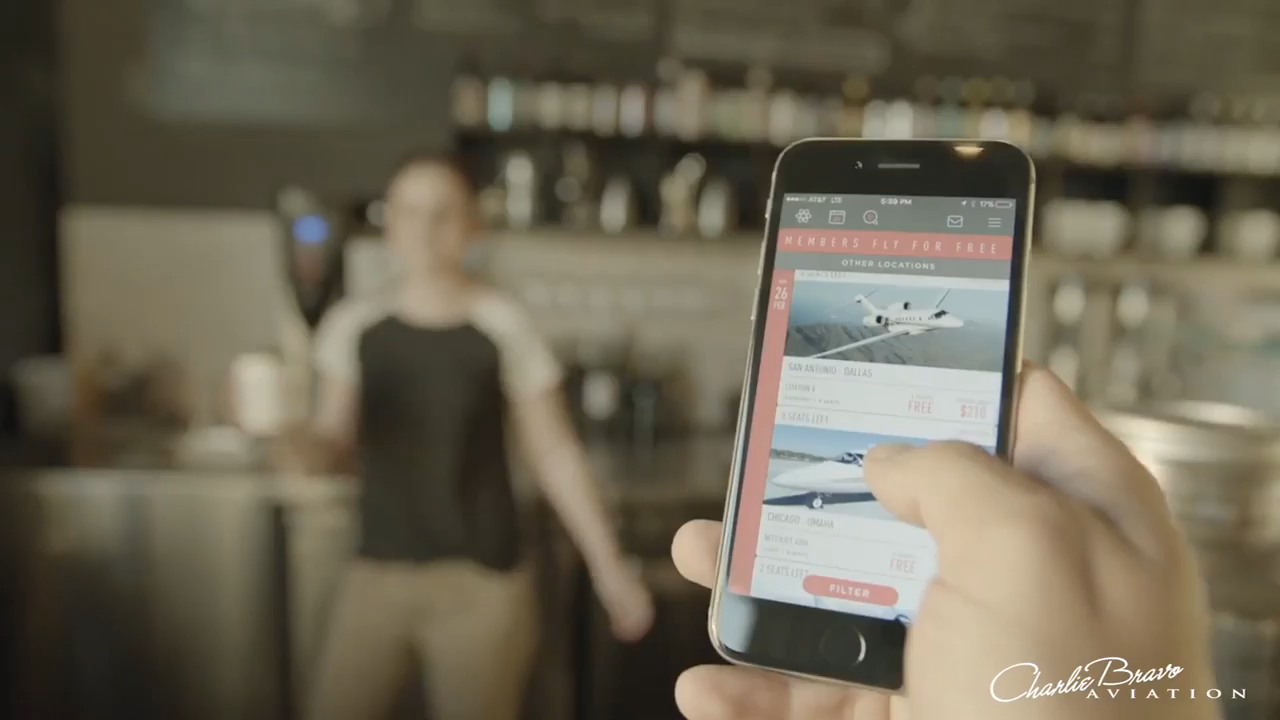 AT&T LTE 5:59 PM 17%
MEMBERS FLY FOR FREE
OTHER LOCATIONS
26
FEB
SAN ANTONIO DALLAS
FREE $210
SEATS LEFT
CHICAGO OMAHA
FREE
2 SEATS LEFT
FILTER
Charlie Bravo
AVIATION